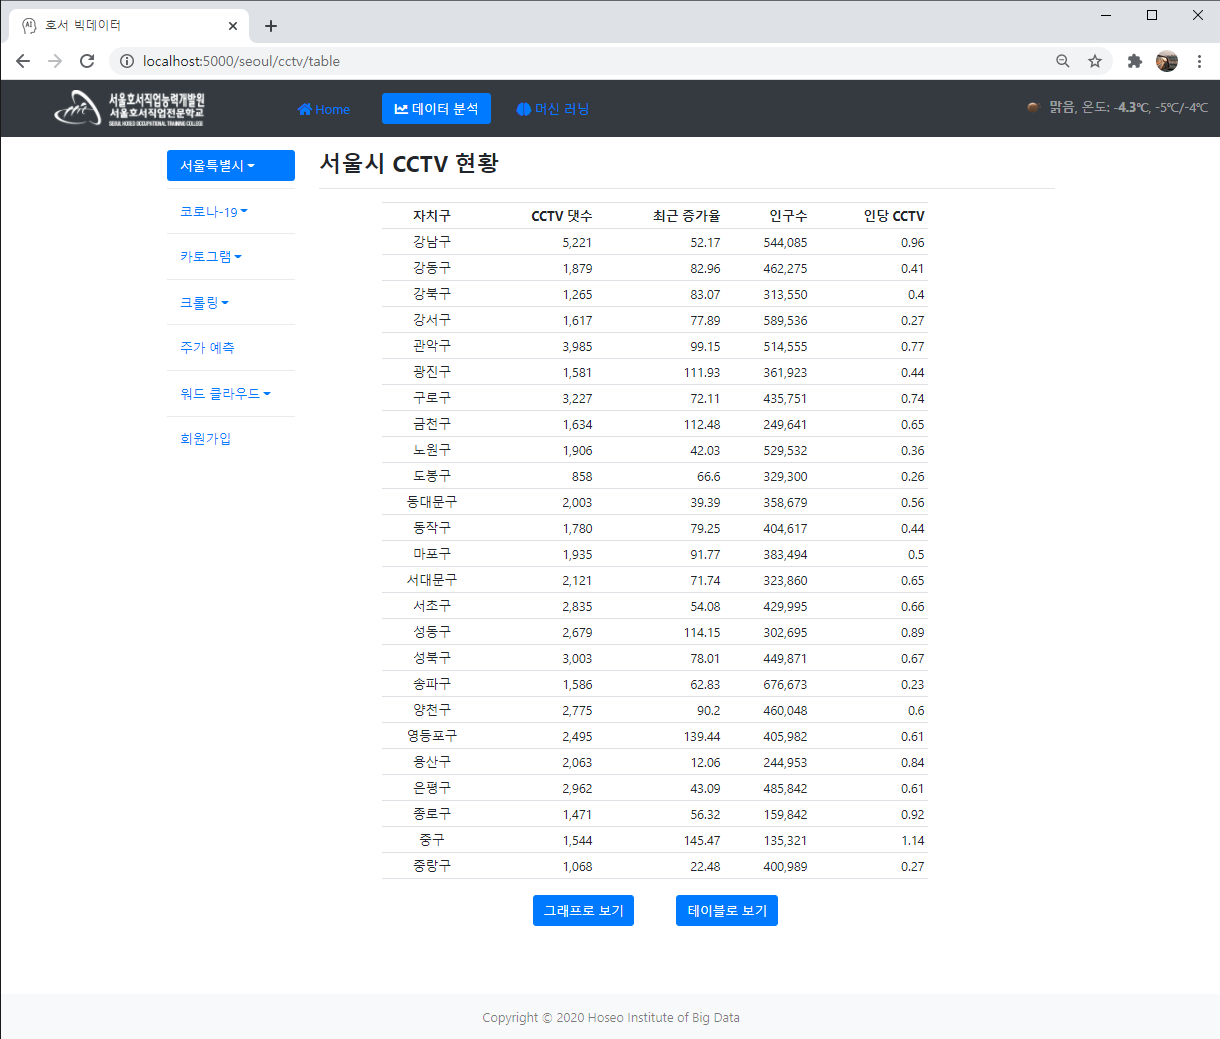 호서 빅데이터
localhost:5000/seoul/cctv/table
서울호서직업능력개발원
서울호서직업전문학교
SEOUL HOSEO OCCUPATIONAL TRAINING COLLEGE
Home 데이터 분석 머신 러닝 맑음, 온도: -4.3℃, -5℃/-4℃
서울특별시
코로나-19
카토그램
크롤링
주가 예측
워드 클라우드
회원가입
서울시 CCTV 현황
자치구 CCTV 댓수 최근 증가율 인구수 인당 CCTV
강남구 5,221 52.17 544,085 0.96
강동구 1,879 82.96 462,275 0.41
강북구 1,265 83.07 313,550 0.4
강서구 1,617 77.89 589,536 0.27
관악구 3,985 99.15 514,555 0.77
광진구 1,581 111.93 361,923 0.44
구로구 3,227 72.11 435,751 0.74
금천구 1,634 112.48 249,641 0.65
노원구 1,906 42.03 529,532 0.36
도봉구 858 66.6 329,300 0.26
동대문구 2,003 39.39 358,679 0.56
동작구 1,780 79.25 404,617 0.44
마포구 1,935 91.77 383,494 0.5
서대문구 2,121 71.74 323,860 0.65
서초구 2,835 54.08 429,995 0.66
성동구 2,679 114.15 302,695 0.89
성북구 3,003 78.01 449,871 0.67
송파구 1,586 62.83 676,673 0.23
양천구 2,775 90.2 460,048 0.6
영등포구 2,495 139.44 405,982 0.61
용산구 2,063 12.06 244,953 0.84
은평구 2,962 43.09 485,842 0.61
종로구 1,471 56.32 159,842 0.92
중구 1,544 145.47 135,321 1.14
중랑구 1,068 22.48 400,989 0.27
그래프로 보기 테이블로 보기
Copyright © 2020 Hoseo Institute of Big Data